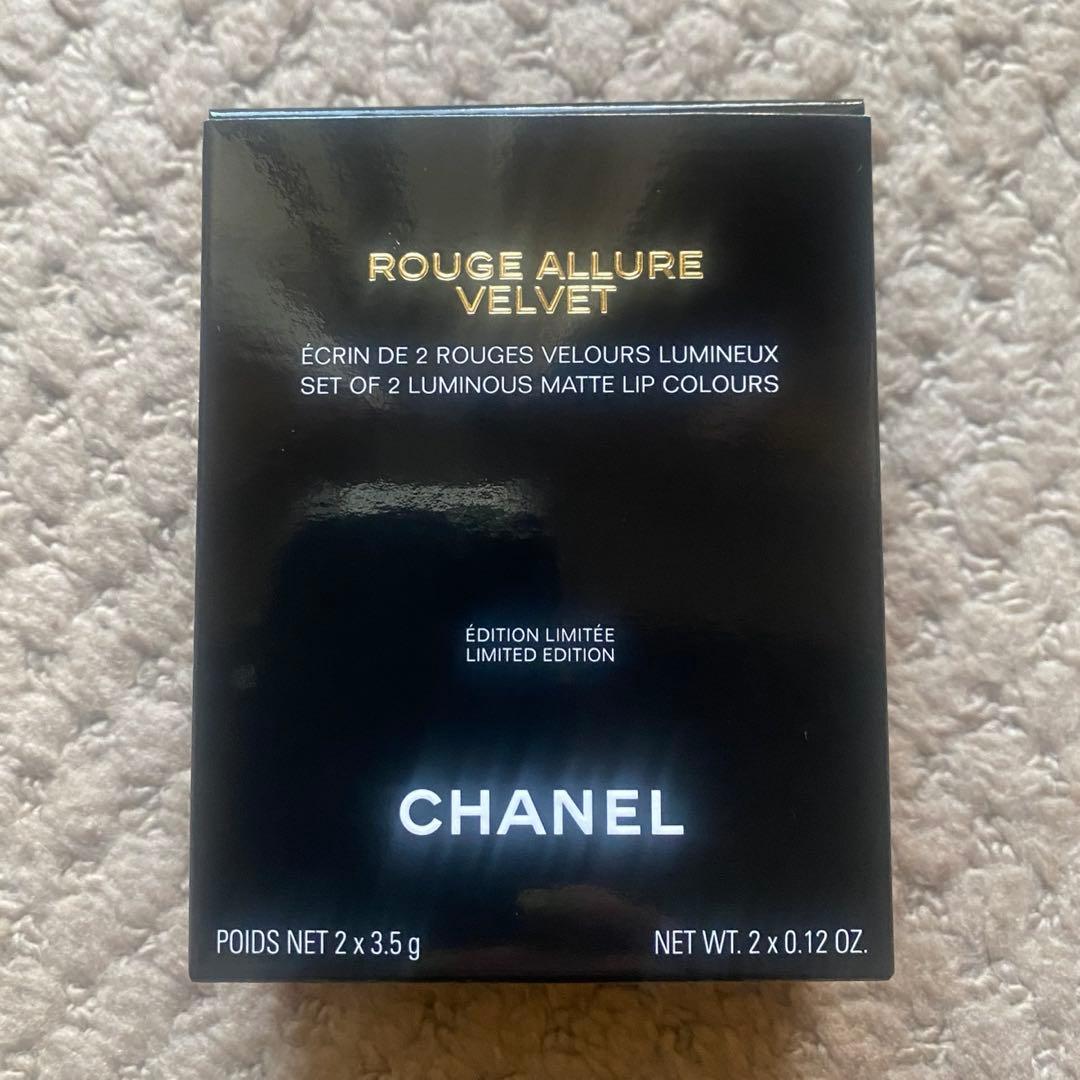 ROUGE ALLURE
VELVET
ÉCRIN DE 2 ROUGES VELOURS LUMINEUX
SET OF 2 LUMINOUS MATTE LIP COLOURS
ÉDITION LIMITÉE
LIMITED EDITION
CHANEL
POIDS NET 2 x 3.5 g NET WT. 2 x 0.12 OZ.